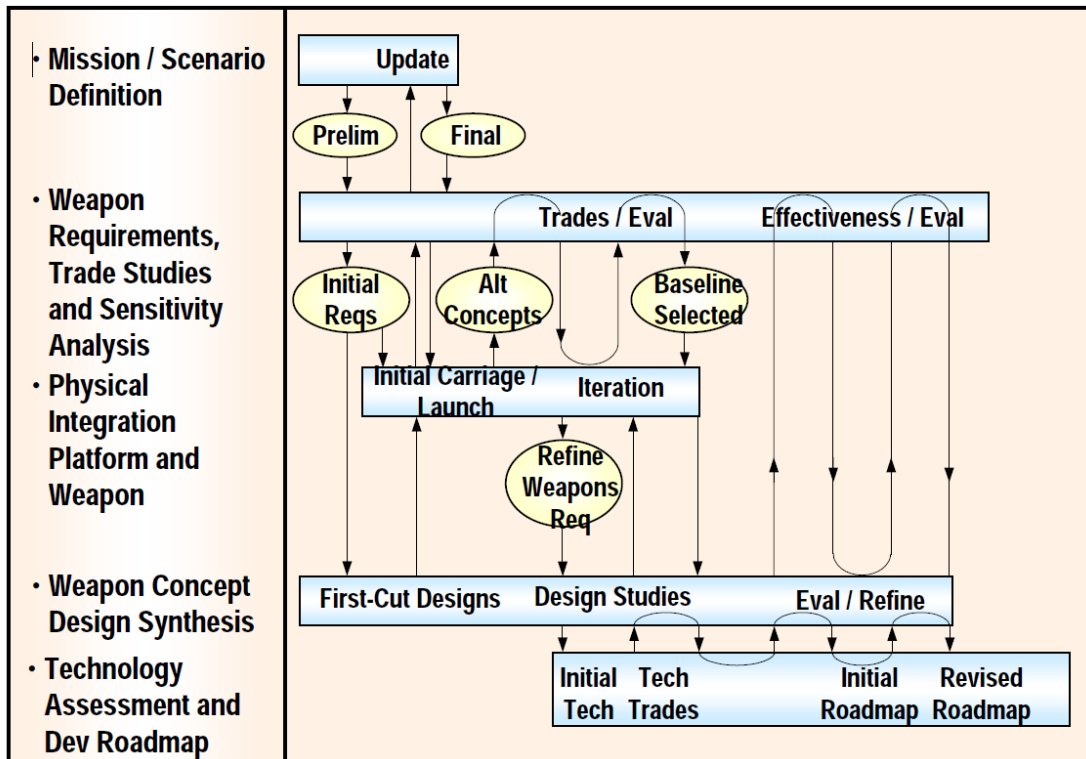 · Mission / Scenario
Definition
· Weapon
Requirements,
Trade Studies
and Sensitivity
Analysis
· Physical
Integration
Platform and
Weapon
· Weapon Concept
Design Synthesis
· Technology
Assessment and
Dev Roadmap
Update
Prelim
Final
Trades / Eval
Effectiveness / Eval
Initial
Reqs
Alt
Concepts
Baseline
Selected
Initial Carriage /
Launch
Iteration
Refine
Weapons
Req
First-Cut Designs
Design Studies
Eval / Refine
Initial
Tech
Tech
Trades
Initial
Roadmap
Revised
Roadmap